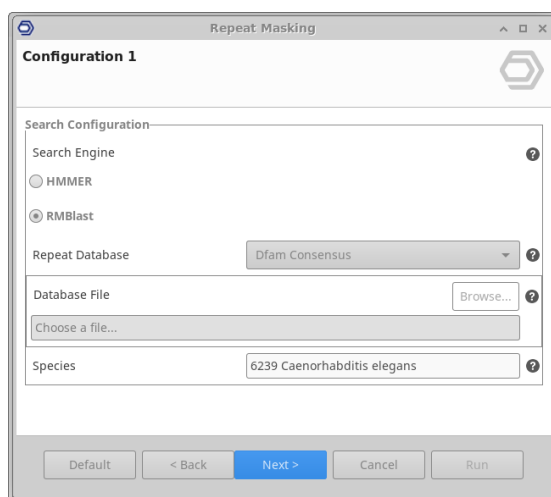 Repeat Masking
Configuration 1
Search Configuration
Search Engine
HMMER
RMBlast
Repeat Database Dfam Consensus
Database File Browse...
Choose a file...
Species 6239 Caenorhabditis elegans
Default < Back Next > Cancel Run